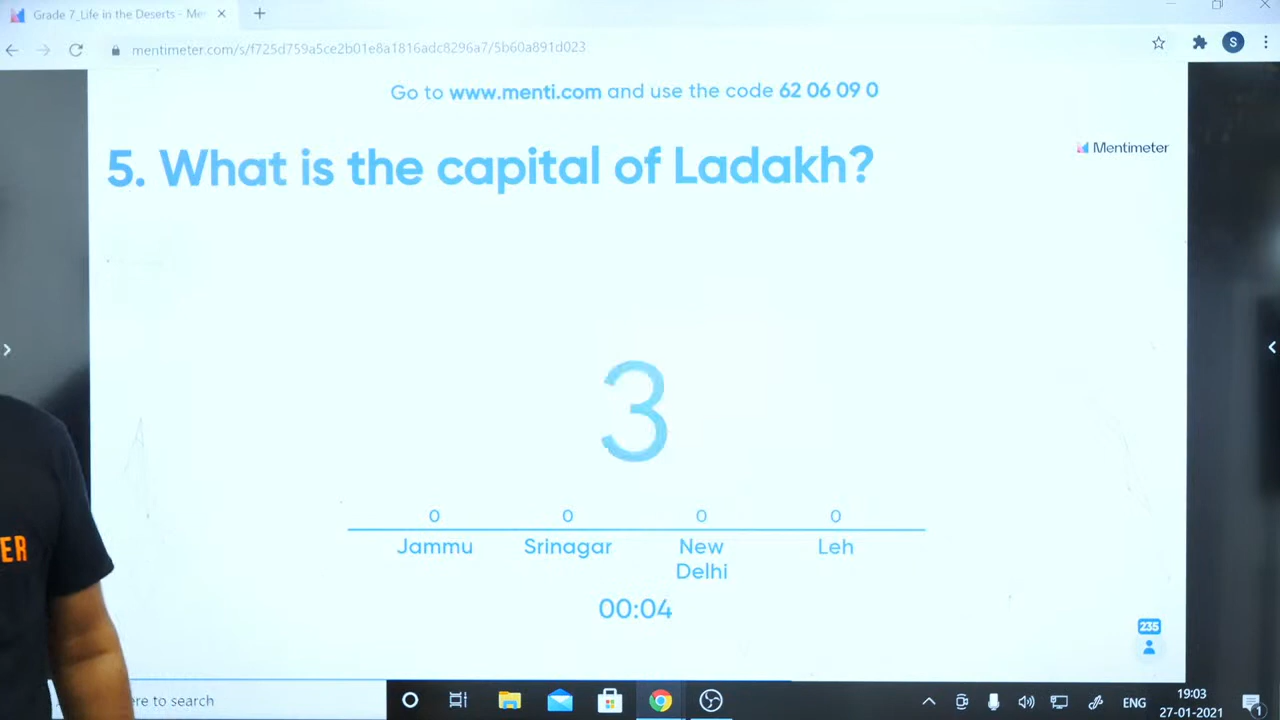 Grade 7_Life in the Deserts - Me
mentimeter.com/s/f725d759a5ce2b01e8a1816adc8296a7/5b60a891d023
S
Go to www.menti.com and use the code 62 06 09 0
Mentimeter
5. What is the capital of Ladakh?
3
0 0 0 0
Jammu Srinagar New Delhi Leh
00:04
235
ER
ere to search
ENG
19:03
27-01-2021
1